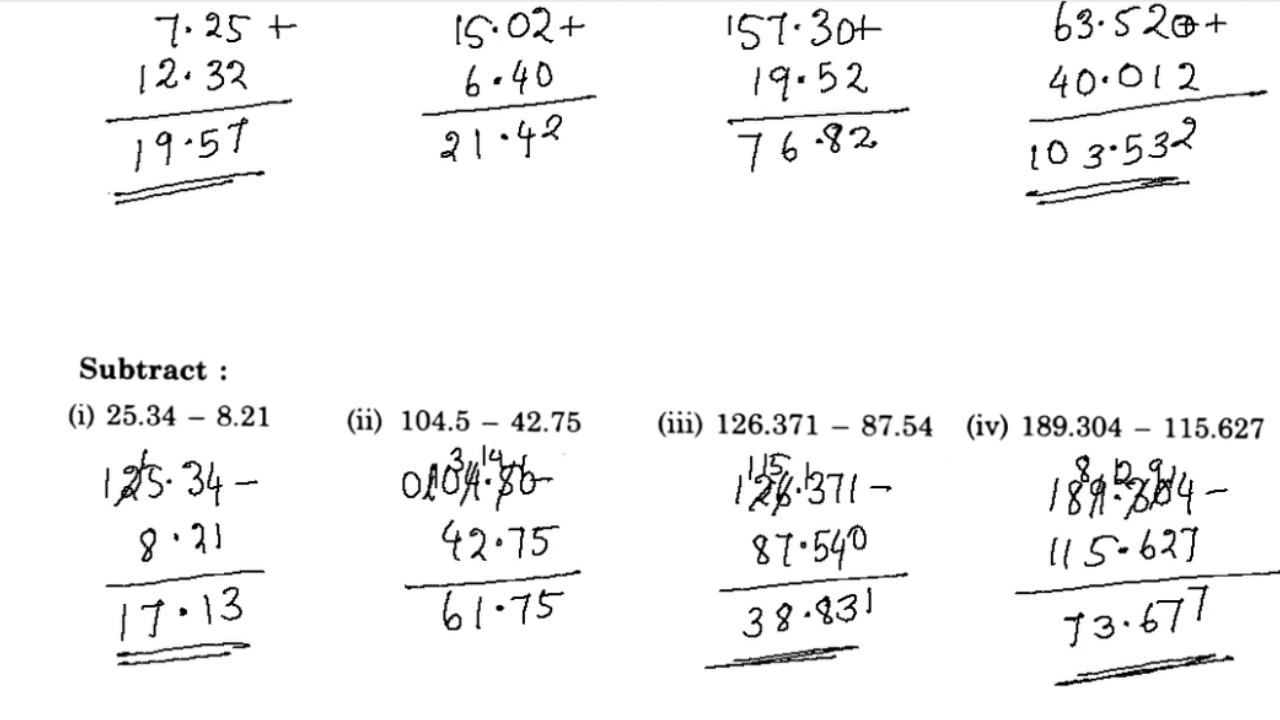 7.25 + 15.02 + 157.30 + 63.520 +
12.32 6.40 19.52 40.012
19.57 21.42 76.82 103.532
Subtract :
(i) 25.34 – 8.21 (ii) 104.5 – 42.75 (iii) 126.371 – 87.54 (iv) 189.304 – 115.627
25.34 – 104.50 – 126.371 – 189.304 –
8.21 42.75 87.540 115.627
17.13 61.75 38.831 73.677